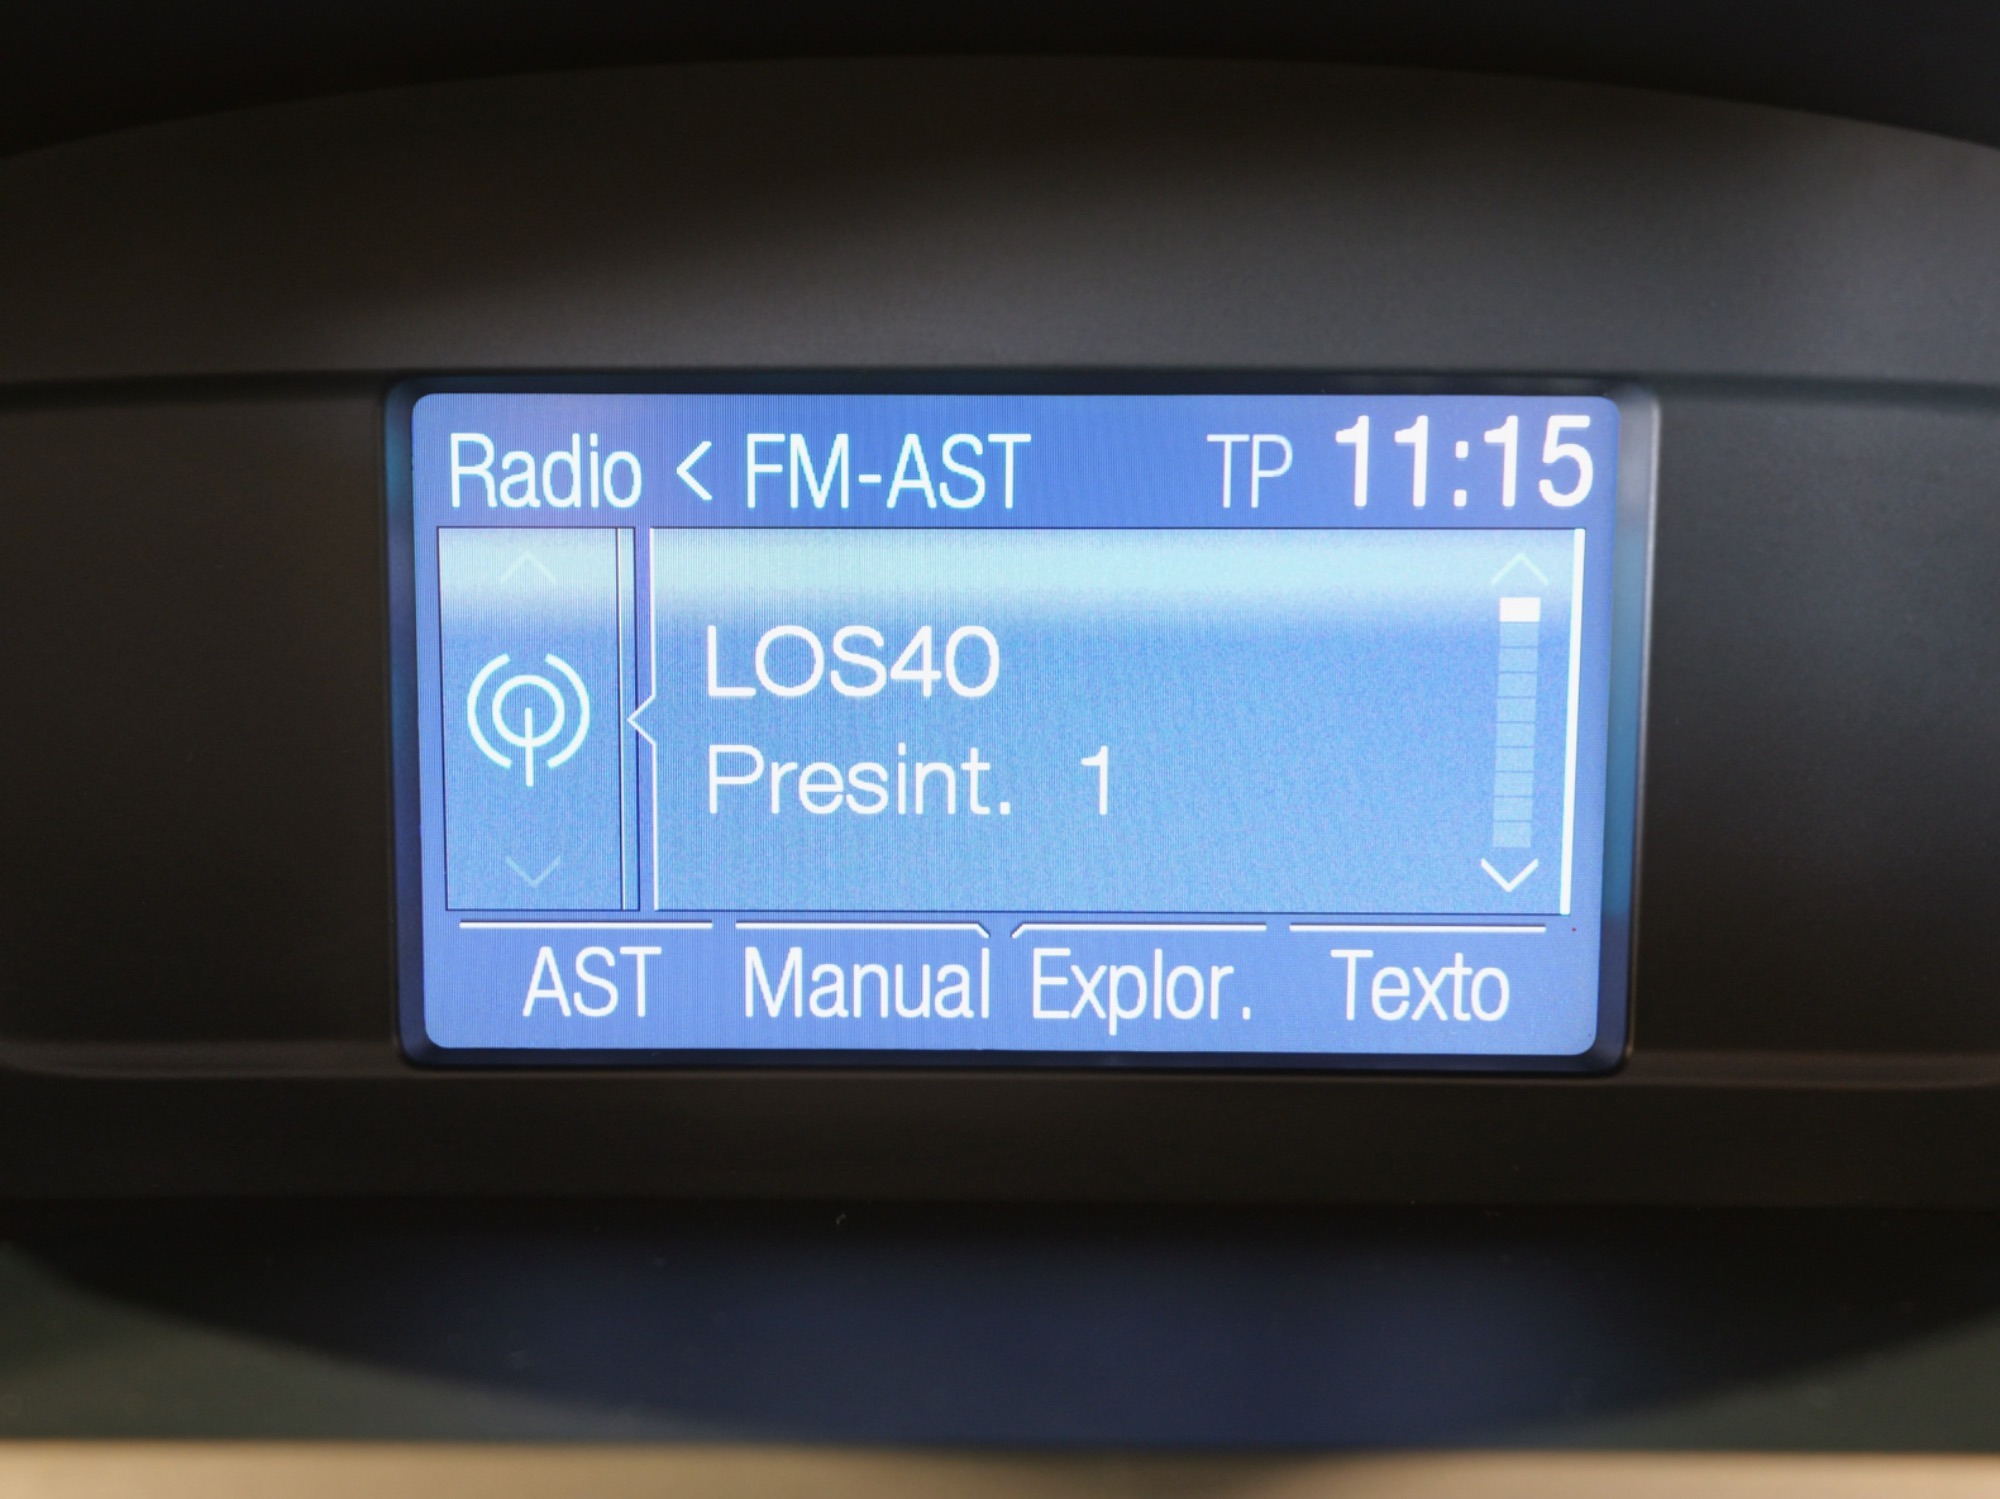 Radio < FM-AST TP 11:15
LOS40
Presint. 1
AST Manual Explor. Texto